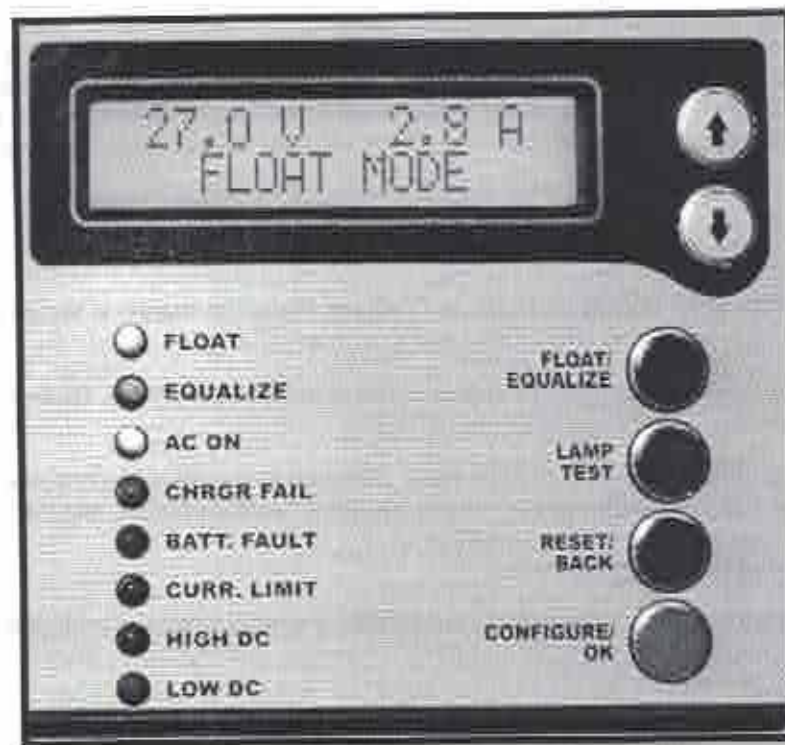 27.0 V 2.8 A
FLOAT MODE
FLOAT
EQUALIZE
AC ON
CHRGR FAIL
BATT. FAULT
CURR. LIMIT
HIGH DC
LOW DC
FLOAT/
EQUALIZE
LAMP
TEST
RESET/
BACK
CONFIGURE/
OK